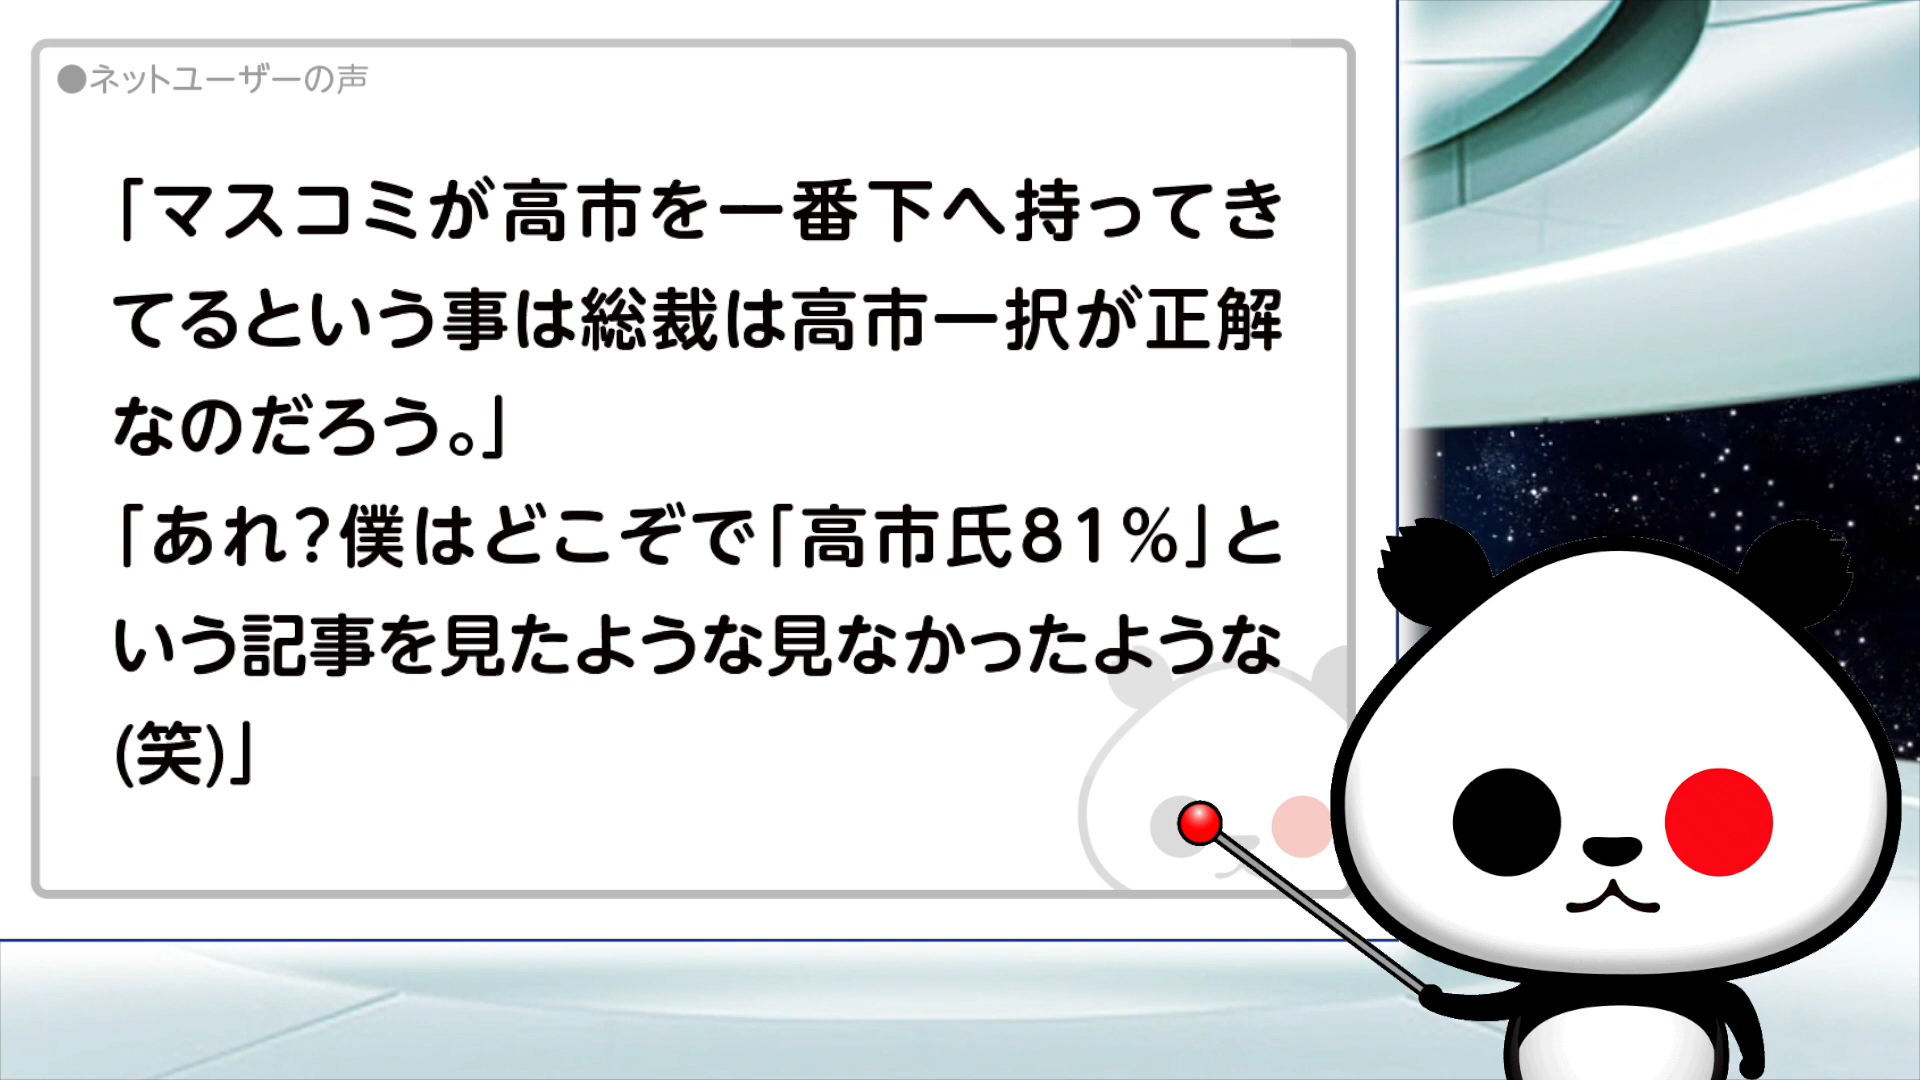 ●ネットユーザーの声
「マスコミが高市を一番下へ持ってき
てるという事は総裁は高市一択が正解
なのだろう。」
「あれ？僕はどこぞで「高市氏81％」と
いう記事を見たような見なかったような
(笑)」